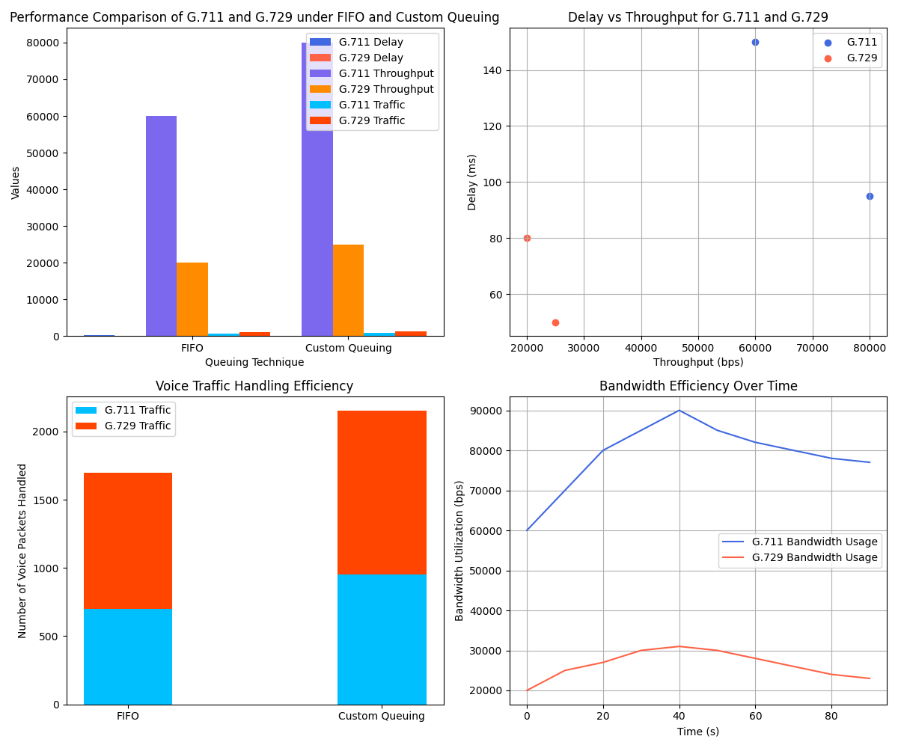 Performance Comparison of G.711 and G.729 under FIFO and Custom Queuing
80000
70000
60000
50000
40000
30000
20000
10000
0
Values
G.711 Delay
G.729 Delay
G.711 Throughput
G.729 Throughput
G.711 Traffic
G.729 Traffic
FIFO
Custom Queuing
Queuing Technique
Delay vs Throughput for G.711 and G.729
140
120
100
80
60
Delay (ms)
G.711
G.729
20000 30000 40000 50000 60000 70000 80000
Throughput (bps)
Voice Traffic Handling Efficiency
2000
1500
1000
500
0
Number of Voice Packets Handled
G.711 Traffic
G.729 Traffic
FIFO
Custom Queuing
Bandwidth Efficiency Over Time
90000
80000
70000
60000
50000
40000
30000
20000
Bandwidth Utilization (bps)
G.711 Bandwidth Usage
G.729 Bandwidth Usage
0 20 40 60 80
Time (s)